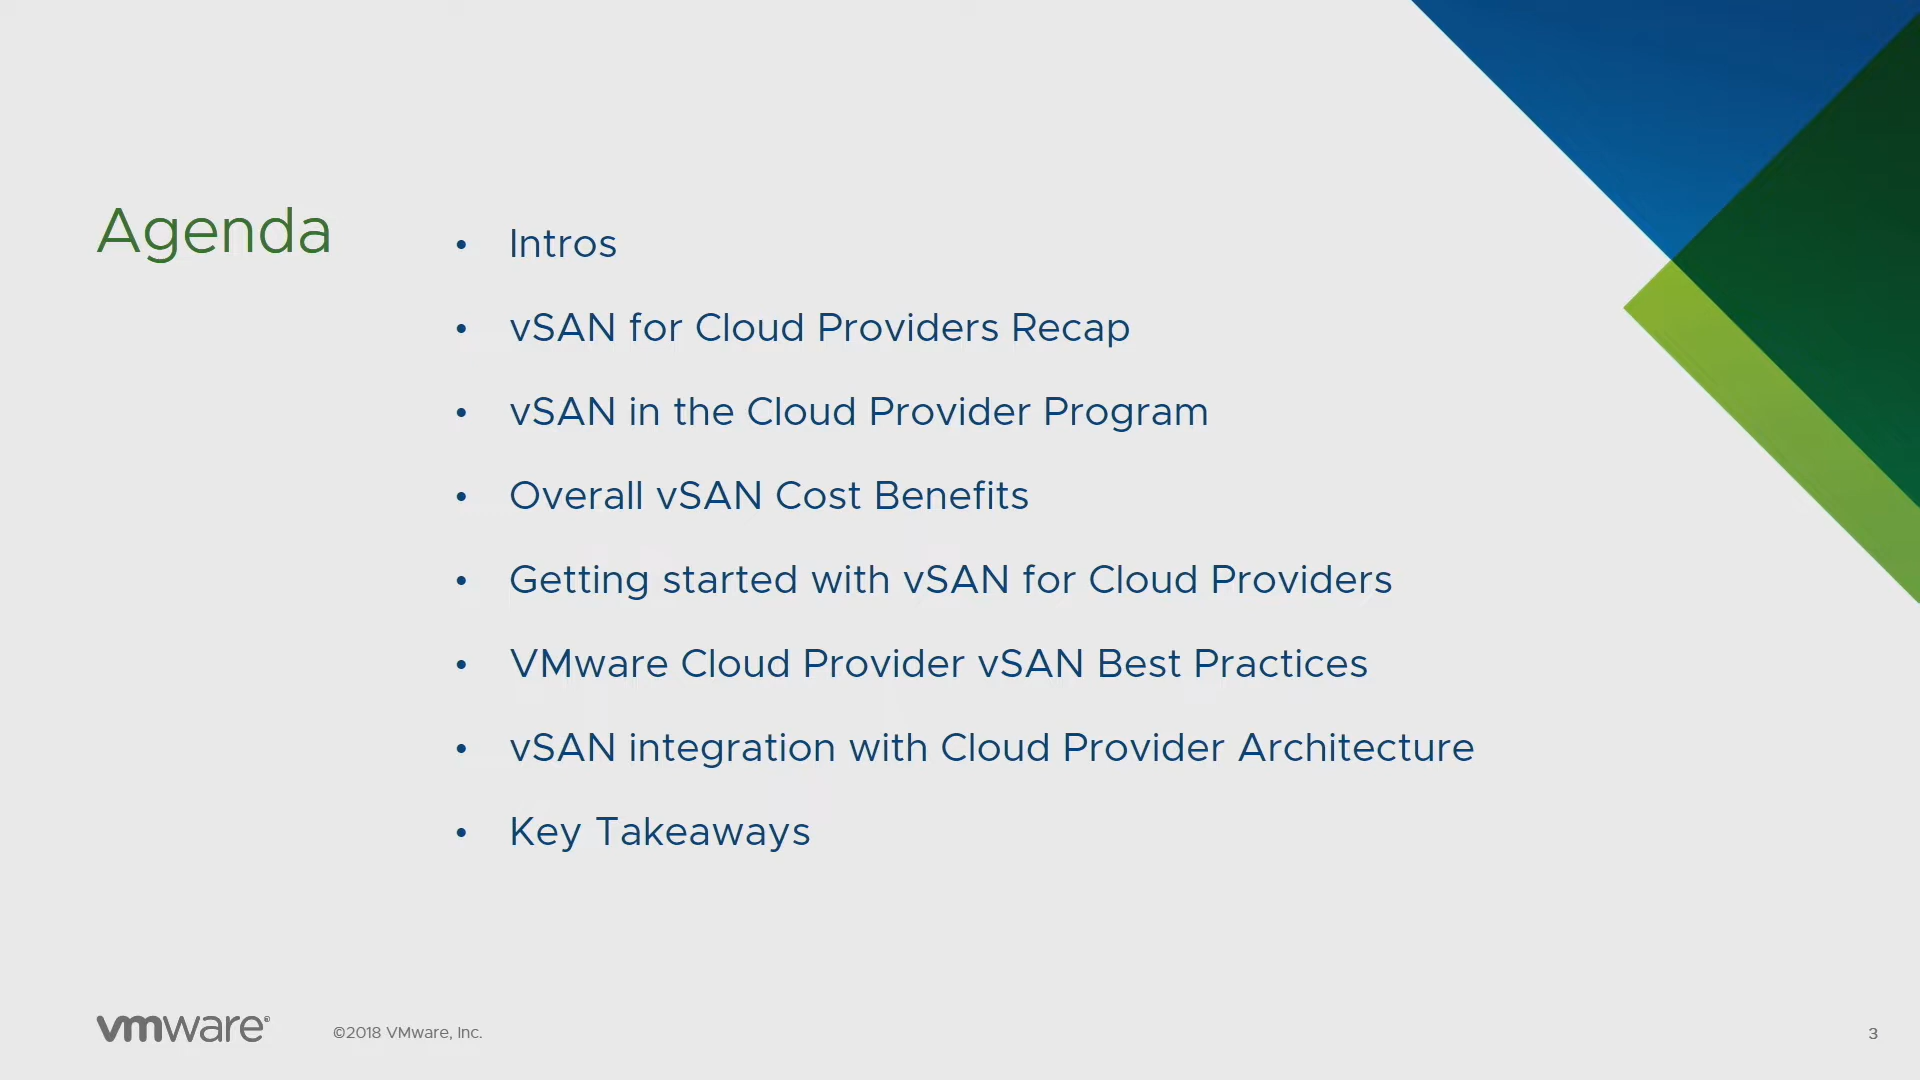 Agenda
• Intros
• vSAN for Cloud Providers Recap
• vSAN in the Cloud Provider Program
• Overall vSAN Cost Benefits
• Getting started with vSAN for Cloud Providers
• VMware Cloud Provider vSAN Best Practices
• vSAN integration with Cloud Provider Architecture
• Key Takeaways
vmware®
©2018 VMware, Inc.
3